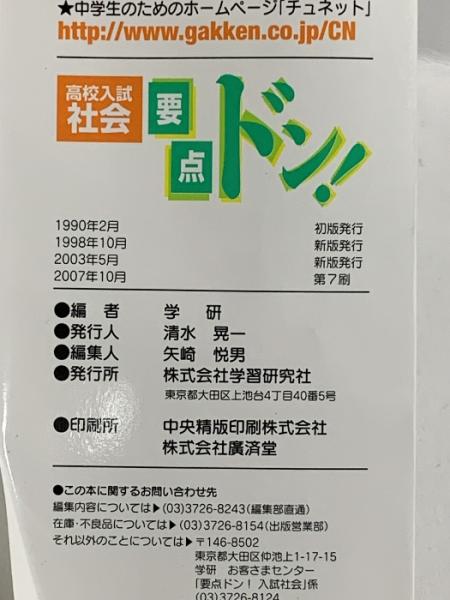 ★中学生のためのホームページ「チュネット」
http://www.gakken.co.jp/CN
高校入試
社会
要点ドン!
1990年2月 初版発行
1998年10月 新版発行
2003年5月 新版発行
2007年10月 第7刷
●編 者 学 研
●発行人 清水 晃一
●編集人 矢崎 悦男
●発行所 株式会社学習研究社
東京都大田区上池台4丁目40番5号
●印刷所 中央精版印刷株式会社
株式会社廣済堂
●この本に関するお問い合わせ先
編集内容については▶(03)3726-8243(編集部直通)
在庫・不良品については▶(03)3726-8154(出版営業部)
それ以外のことについては▶〒146-8502
東京都大田区仲池上1-17-15
学研 お客さまセンター
「要点ドン! 入試社会」係
(03)3726-8124